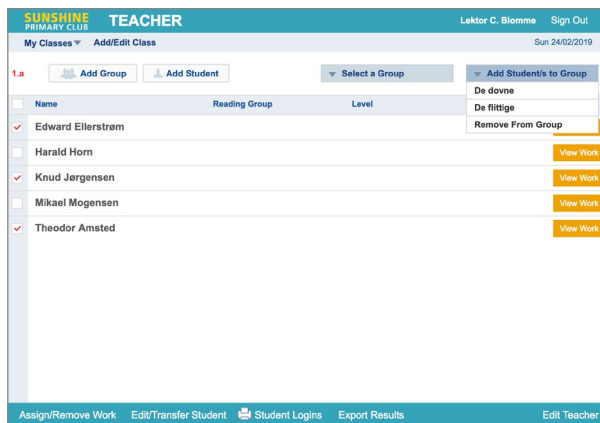 SUNSHINE PRIMARY CLUB TEACHER Lektor C. Blomme Sign Out
My Classes Add/Edit Class Sun 24/02/2019
1.a Add Group Add Student Select a Group Add Student/s to Group
De dovne
Name Reading Group Level De flittige
Remove From Group
Edward Ellerstrøm
Harald Horn View Work
Knud Jørgensen View Work
Mikael Mogensen View Work
Theodor Amsted View Work
Assign/Remove Work Edit/Transfer Student Student Logins Export Results Edit Teacher